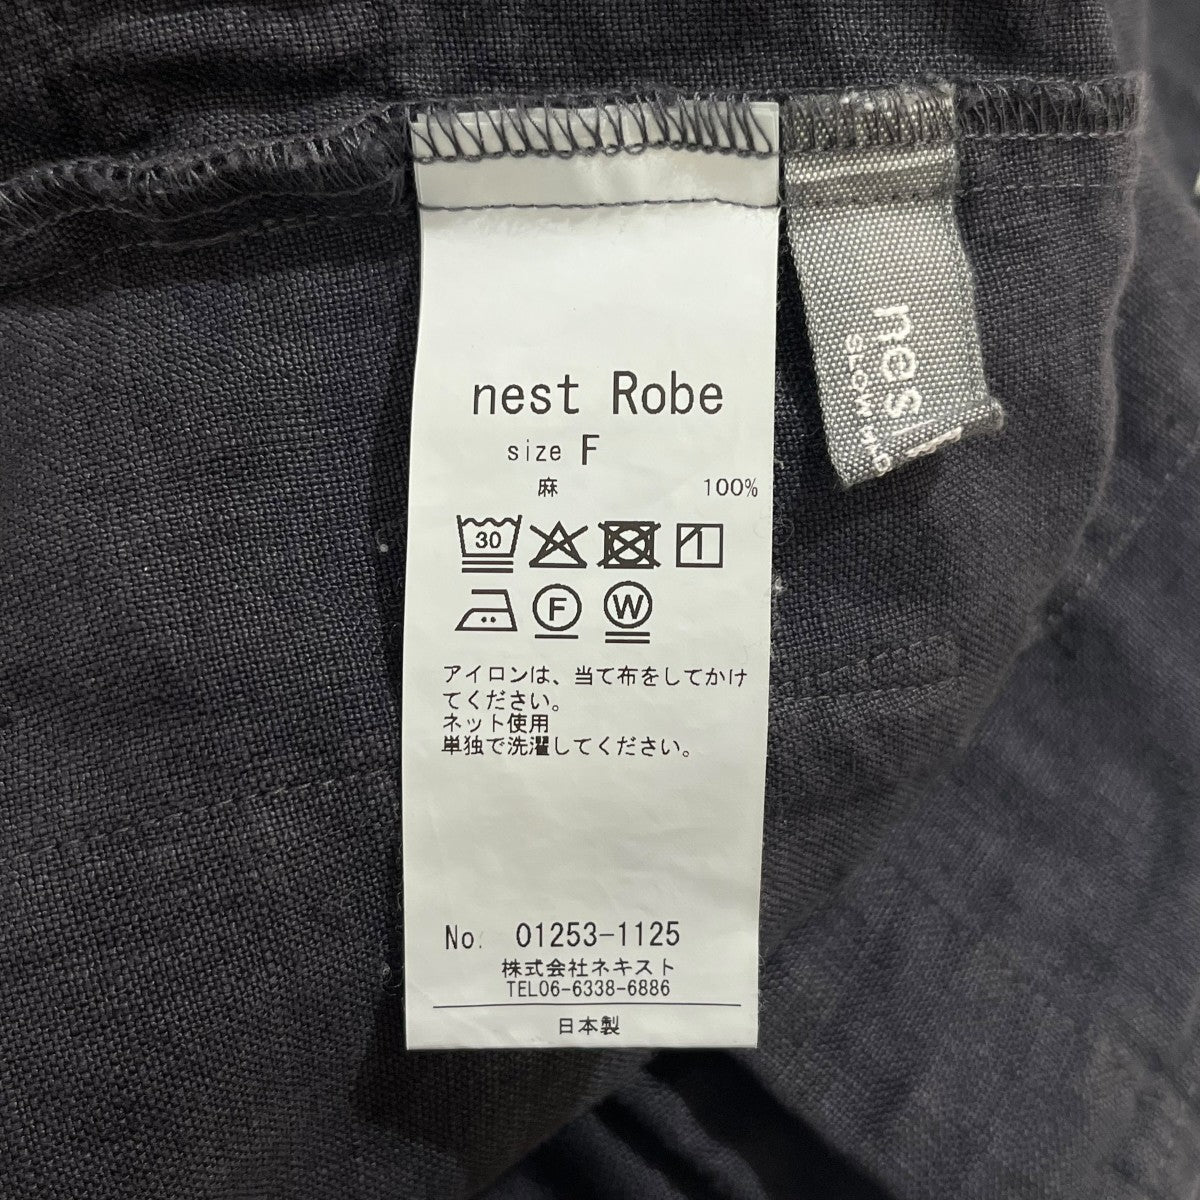 nest Robe
size F
麻 100%
30
F W
アイロンは、当て布をしてかけ
てください。
ネット使用
単独で洗濯してください。
No. 01253-1125
株式会社ネキスト
TEL06-6338-6886
日本製
nes
SLOW